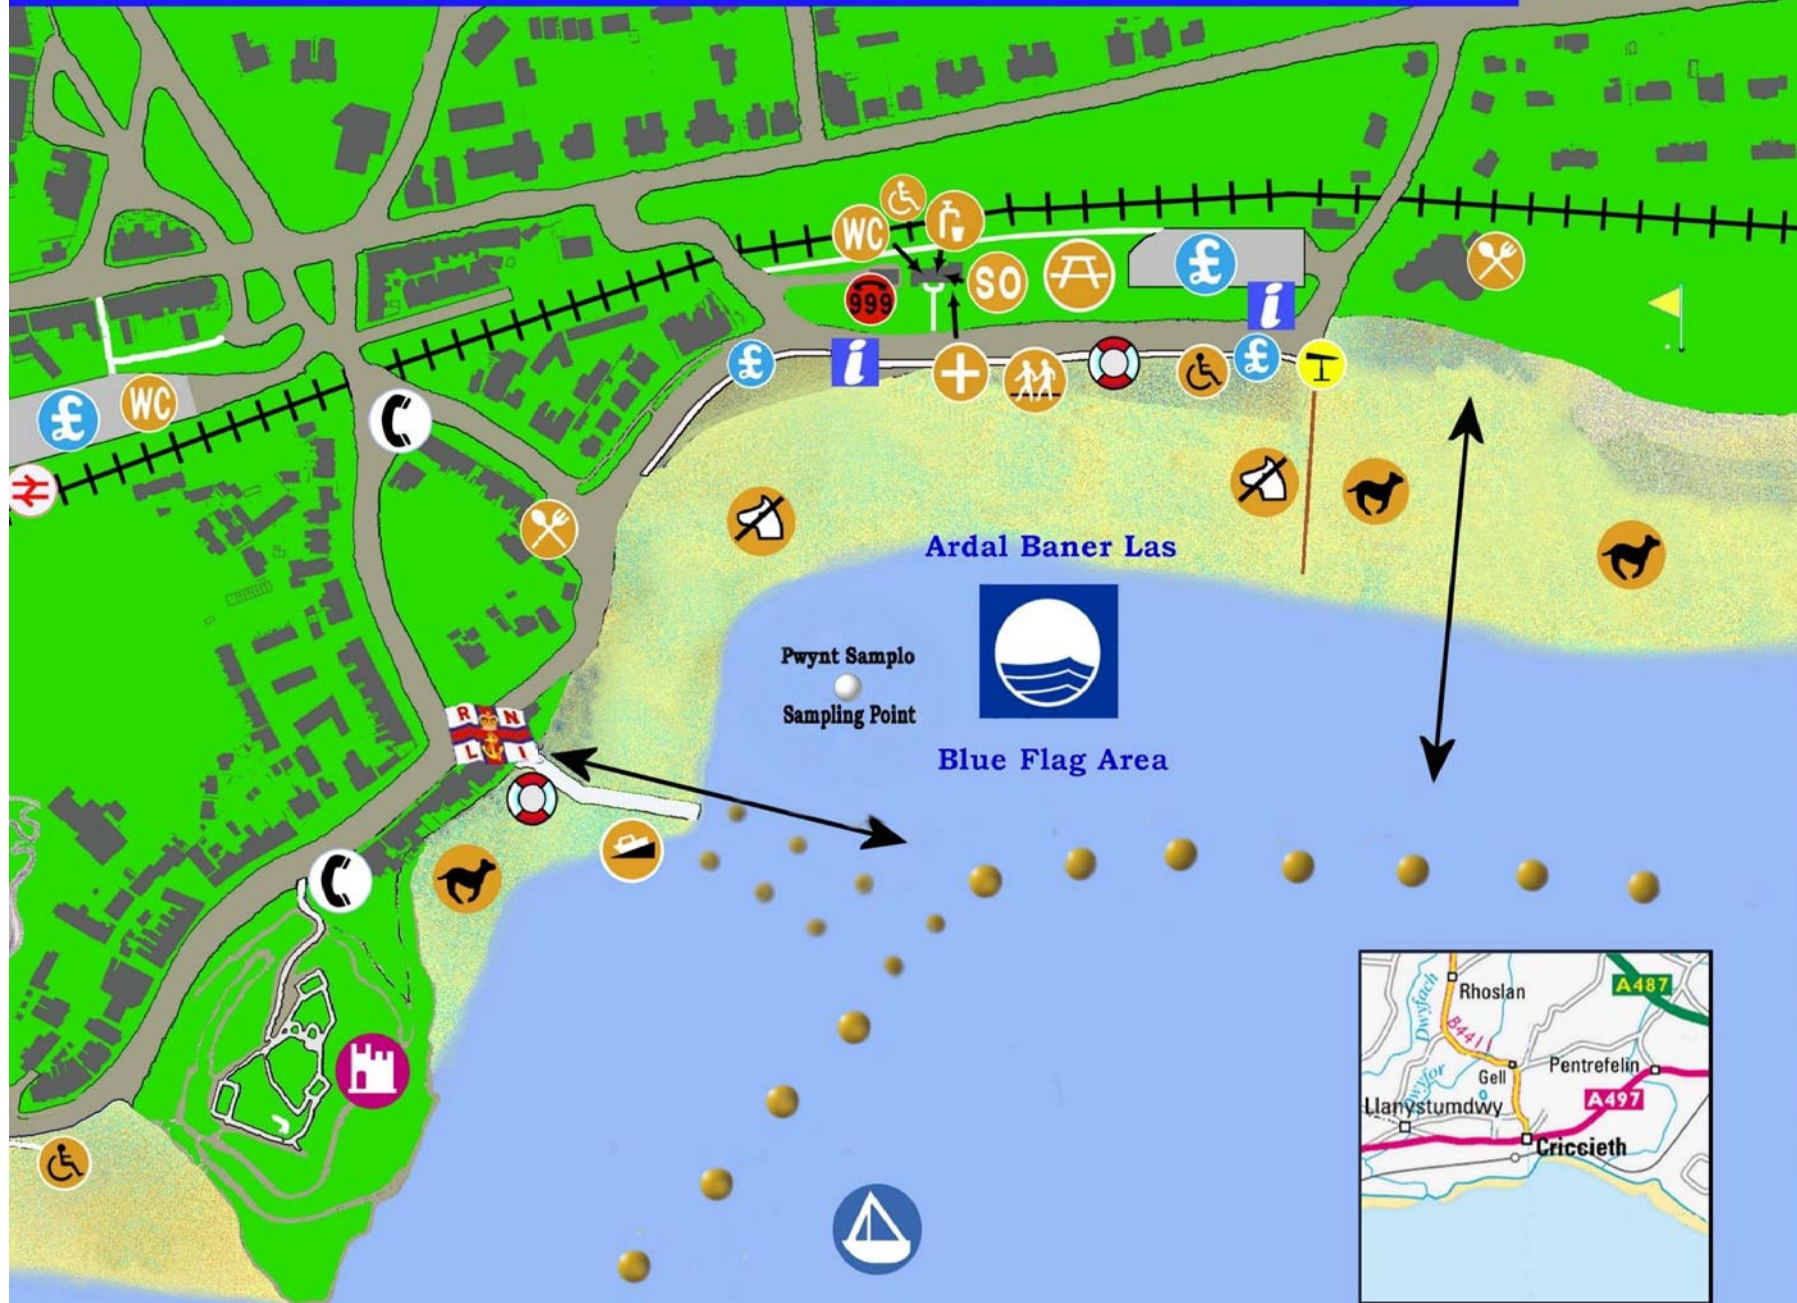 WC
SO
£
999
i
£
i
£
£
WC
Ardal Baner Las
Pwynt Samplo
Sampling Point
Blue Flag Area
R N
L I
Rhoslan
A487
Dwyfach
B4411
Gell
Pentrefelin
Dwyfor
A497
Llanystumdwy
Criccieth